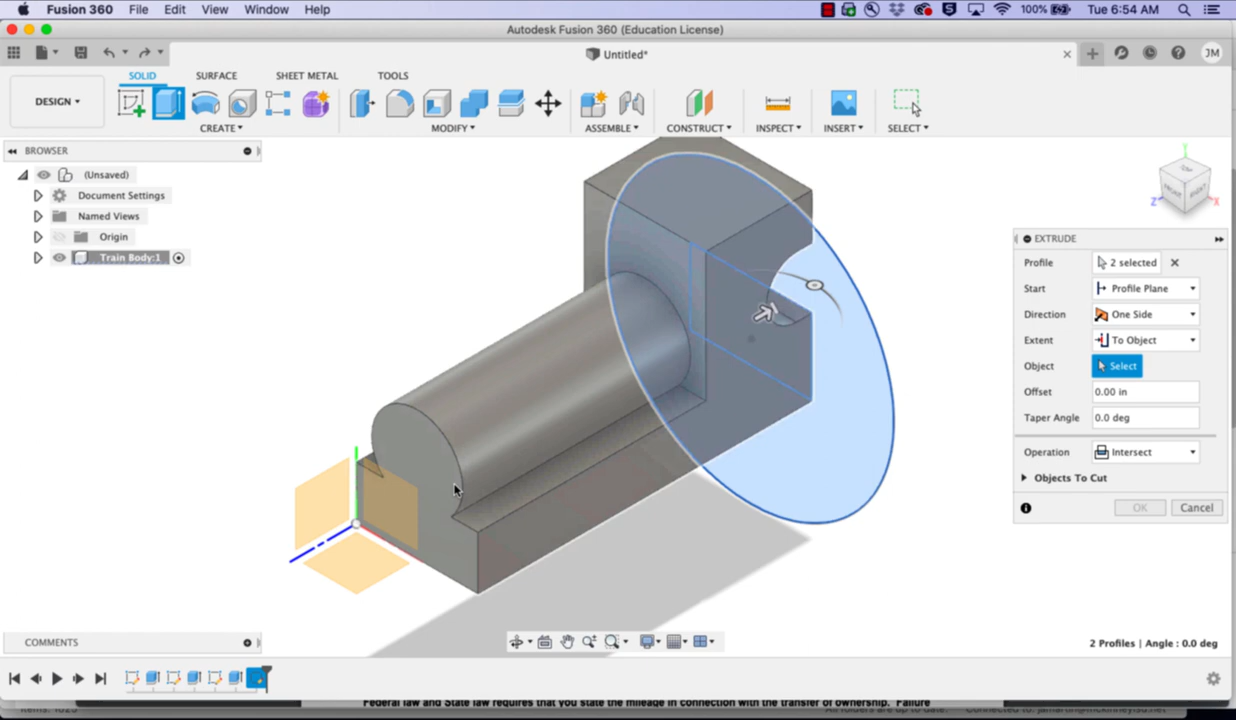 Fusion 360 File Edit View Window Help 100% Tue 6:54 AM
Autodesk Fusion 360 (Education License)
Untitled* JM
SOLID SURFACE SHEET METAL TOOLS
DESIGN
CREATE MODIFY ASSEMBLE CONSTRUCT INSPECT INSERT SELECT
BROWSER
(Unsaved)
Document Settings
Named Views
Origin
Train Body:1
Y
FRONT RIGHT
Z X
EXTRUDE
Profile 2 selected
Start Profile Plane
Direction One Side
Extent To Object
Object Select
Offset 0.00 in
Taper Angle 0.0 deg
Operation Intersect
Objects To Cut
OK Cancel
COMMENTS
2 Profiles | Angle : 0.0 deg
Federal law and State law requires that you state the mileage in connection with the transfer of ownership. Failure